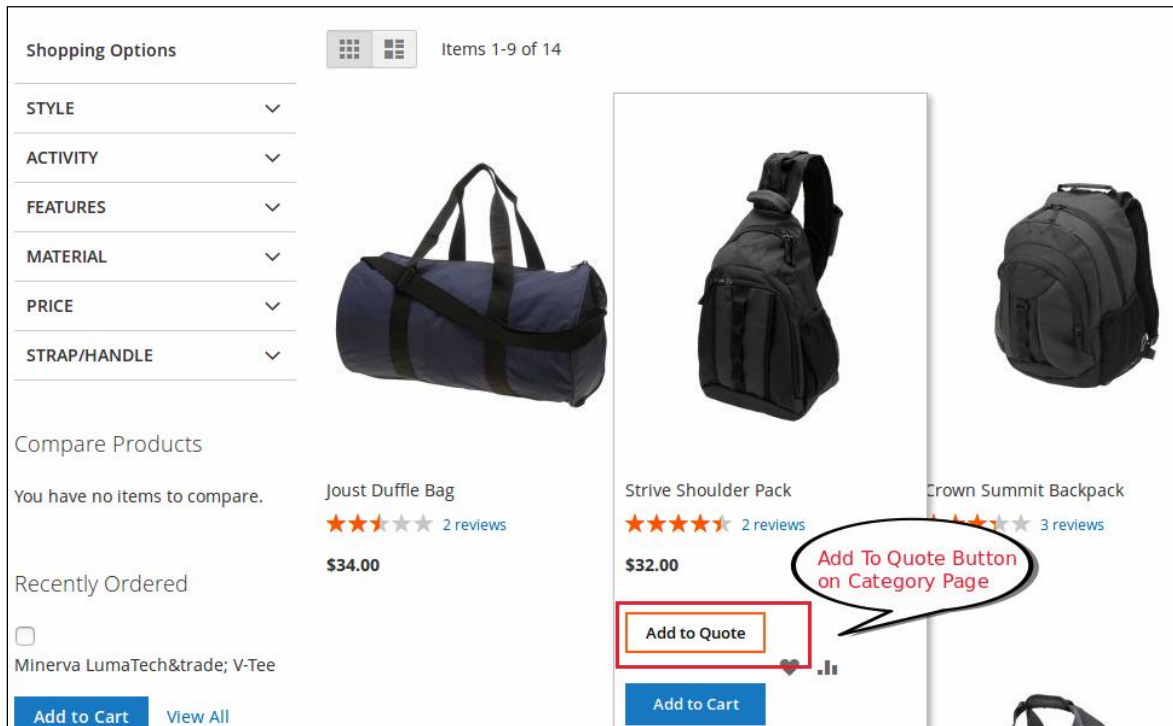 Shopping Options
Items 1-9 of 14
STYLE
ACTIVITY
FEATURES
MATERIAL
PRICE
STRAP/HANDLE
Compare Products
You have no items to compare.
Recently Ordered
Minerva LumaTech&trade; V-Tee
Add to Cart View All
Joust Duffle Bag
2 reviews
$34.00
Strive Shoulder Pack
2 reviews
$32.00
Add to Quote
Add to Cart
Crown Summit Backpack
3 reviews
Add To Quote Button
on Category Page